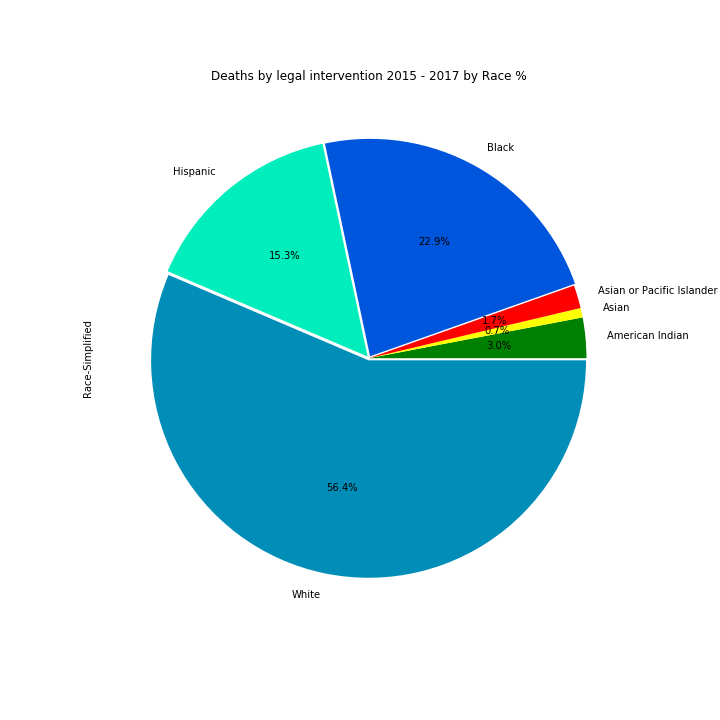 Deaths by legal intervention 2015 - 2017 by Race %
Black
Hispanic
22.9%
15.3%
Asian or Pacific Islander
Asian
1.7%
0.7%
American Indian
3.0%
Race-Simplified
56.4%
White